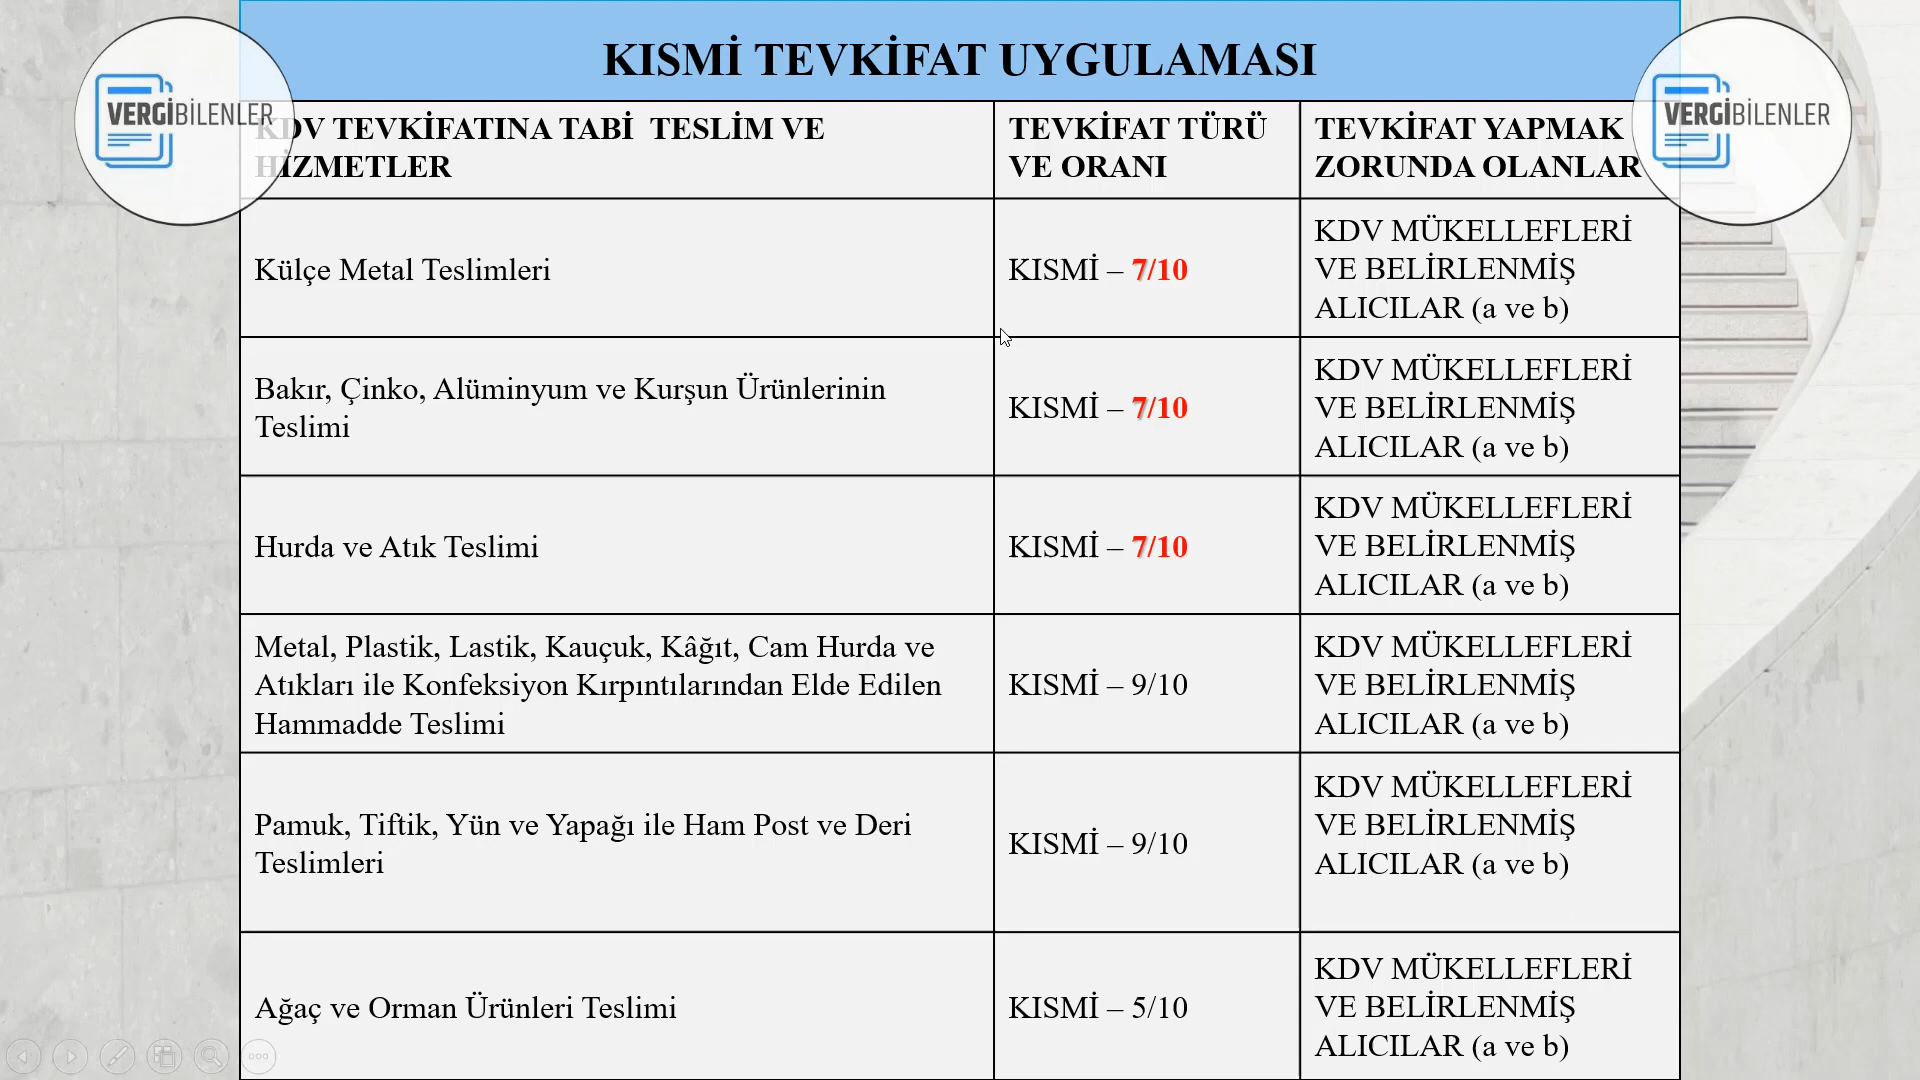 KISMİ TEVKİFAT UYGULAMASI
VERGİBİLENLER
VERGİBİLENLER
KDV TEVKİFATINA TABİ TESLİM VE
HİZMETLER
TEVKİFAT TÜRÜ
VE ORANI
TEVKİFAT YAPMAK
ZORUNDA OLANLAR
Külçe Metal Teslimleri
KISMİ – 7/10
KDV MÜKELLEFLERİ
VE BELİRLENMİŞ
ALICILAR (a ve b)
Bakır, Çinko, Alüminyum ve Kurşun Ürünlerinin
Teslimi
KISMİ – 7/10
KDV MÜKELLEFLERİ
VE BELİRLENMİŞ
ALICILAR (a ve b)
Hurda ve Atık Teslimi
KISMİ – 7/10
KDV MÜKELLEFLERİ
VE BELİRLENMİŞ
ALICILAR (a ve b)
Metal, Plastik, Lastik, Kauçuk, Kâğıt, Cam Hurda ve
Atıkları ile Konfeksiyon Kırpıntılarından Elde Edilen
Hammadde Teslimi
KISMİ – 9/10
KDV MÜKELLEFLERİ
VE BELİRLENMİŞ
ALICILAR (a ve b)
Pamuk, Tiftik, Yün ve Yapağı ile Ham Post ve Deri
Teslimleri
KISMİ – 9/10
KDV MÜKELLEFLERİ
VE BELİRLENMİŞ
ALICILAR (a ve b)
Ağaç ve Orman Ürünleri Teslimi
KISMİ – 5/10
KDV MÜKELLEFLERİ
VE BELİRLENMİŞ
ALICILAR (a ve b)